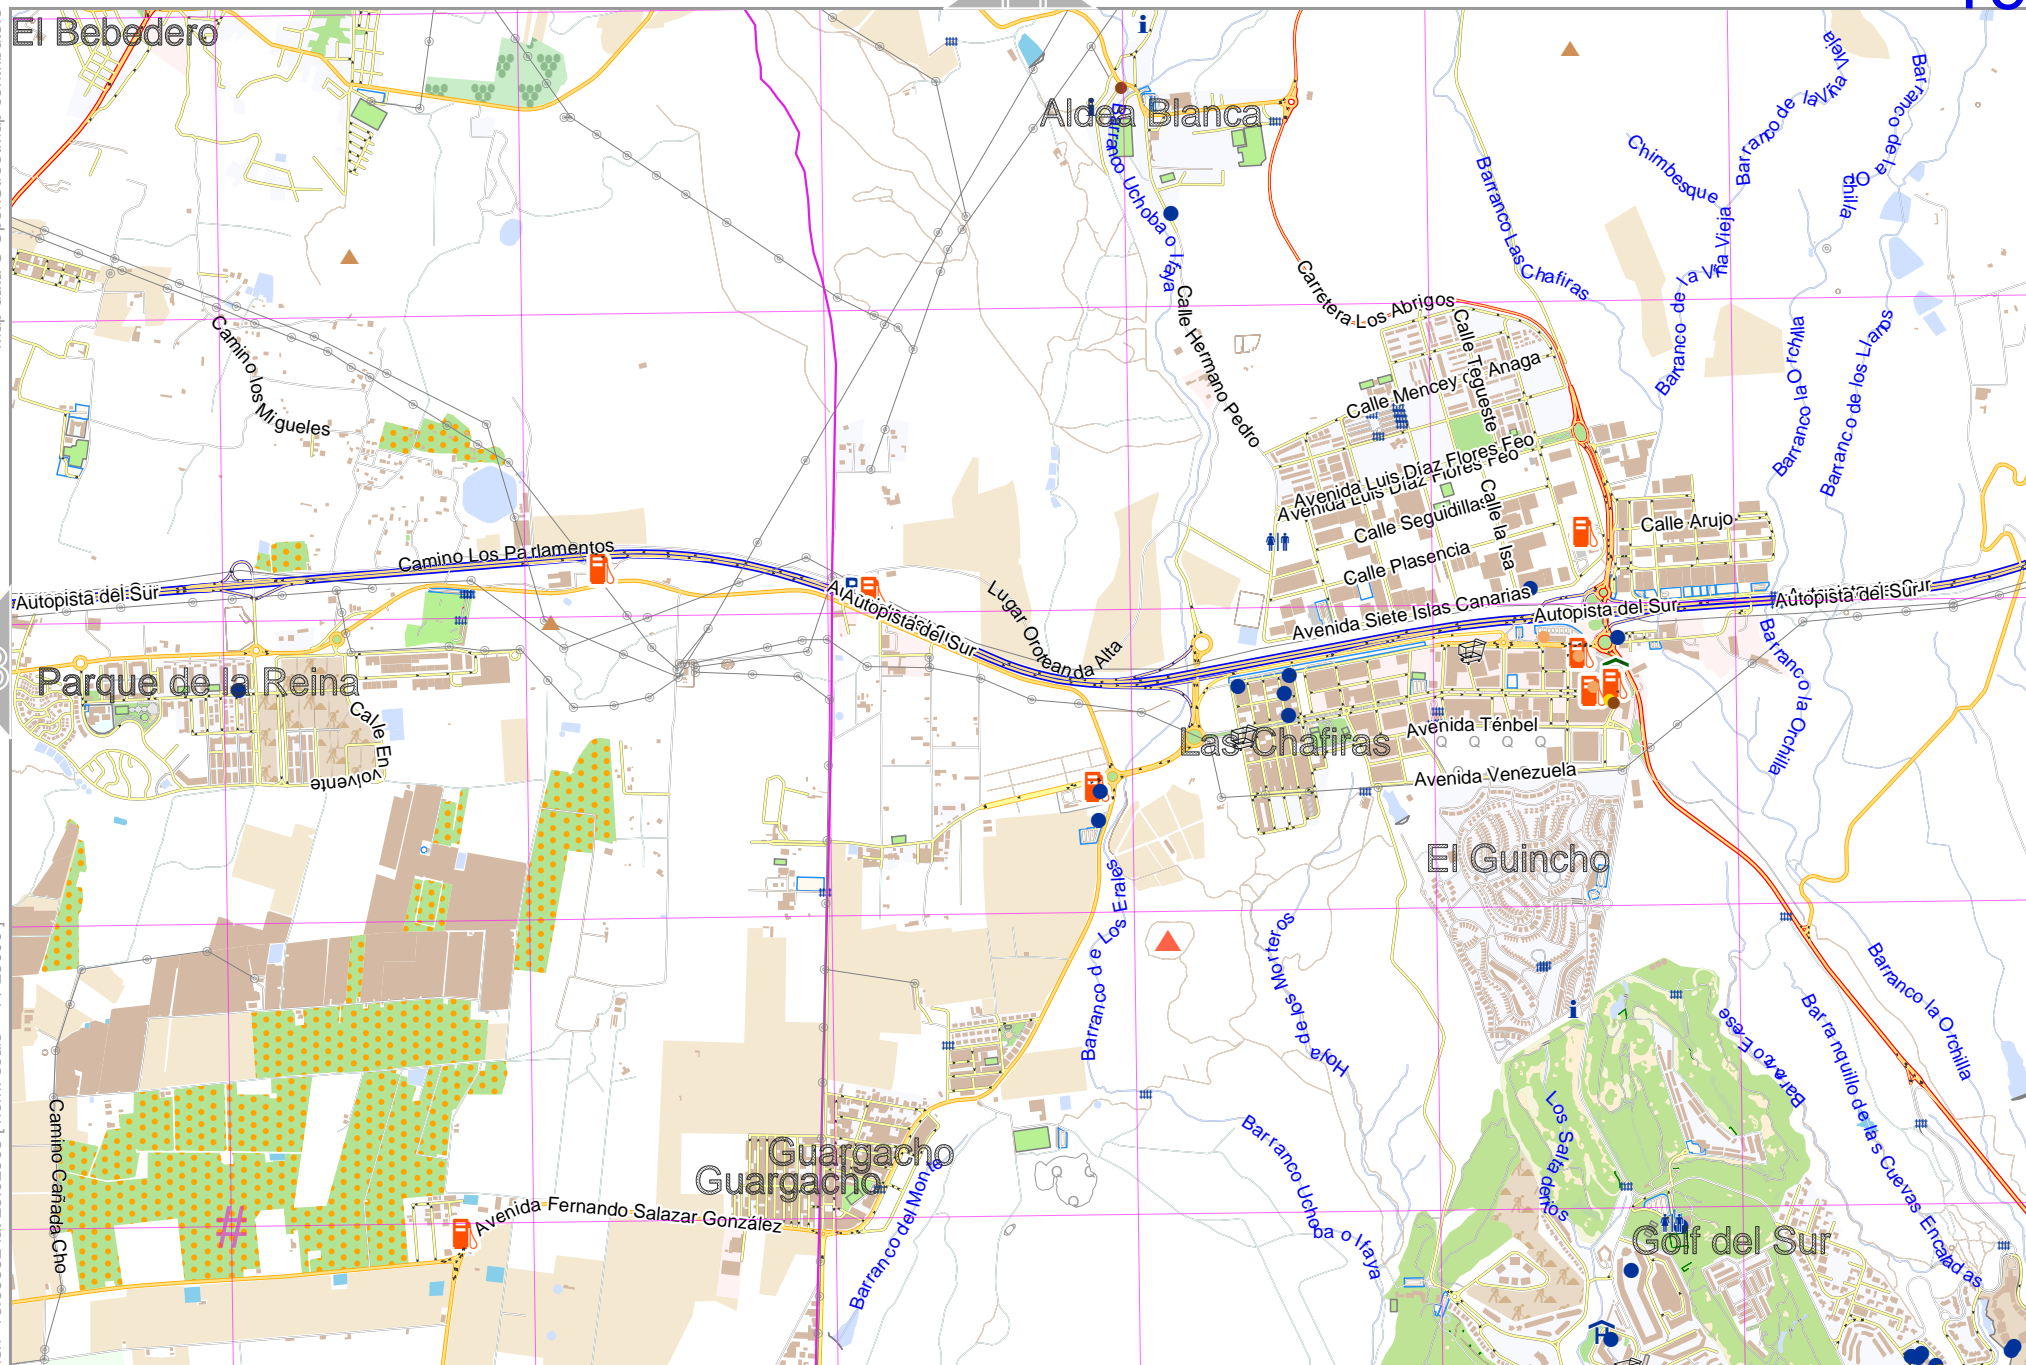 El Bebedero
Aldea Blanca
Barranco Uchoba o Ifaya
Calle Hermano Pedro
Carretera Los Abrigos
Barranco Las Chafiras
Chimbesque
Barranco de la Viña Vieja
Barranco de la Viña Vieja
Barranco de la Orchilla
Barranco la Orchilla
Barranco de los Llanos
Camino los Migueles
Calle Tegueste
Calle Mencey de Anaga
Avenida Luis Díaz Flores Feo
Avenida Luis Díaz Flores Feo
Calle Seguidillas
Calle la Isa
Calle Plasencia
Calle Arujo
Camino Los Parlamentos
Autopista del Sur
Autopista del Sur
Lugar Oroteanda Alta
Avenida Siete Islas Canarias
Autopista del Sur
Autopista del Sur
Parque de la Reina
Calle Envolvente
Las Chafiras
Avenida Ténbel
Avenida Venezuela
Barranco la Orchilla
El Guincho
Barranco de Los Erales
Hoya de los Morteros
Barranco la Orchilla
Barranquillo de las Cuevas Encaladas
Los Saltaderos
Camino Cañada Cho
Guargacho
Guargacho
Avenida Fernando Salazar González
Barranco del Monte
Barranco Uchoba o Ifaya
Golf del Sur
H